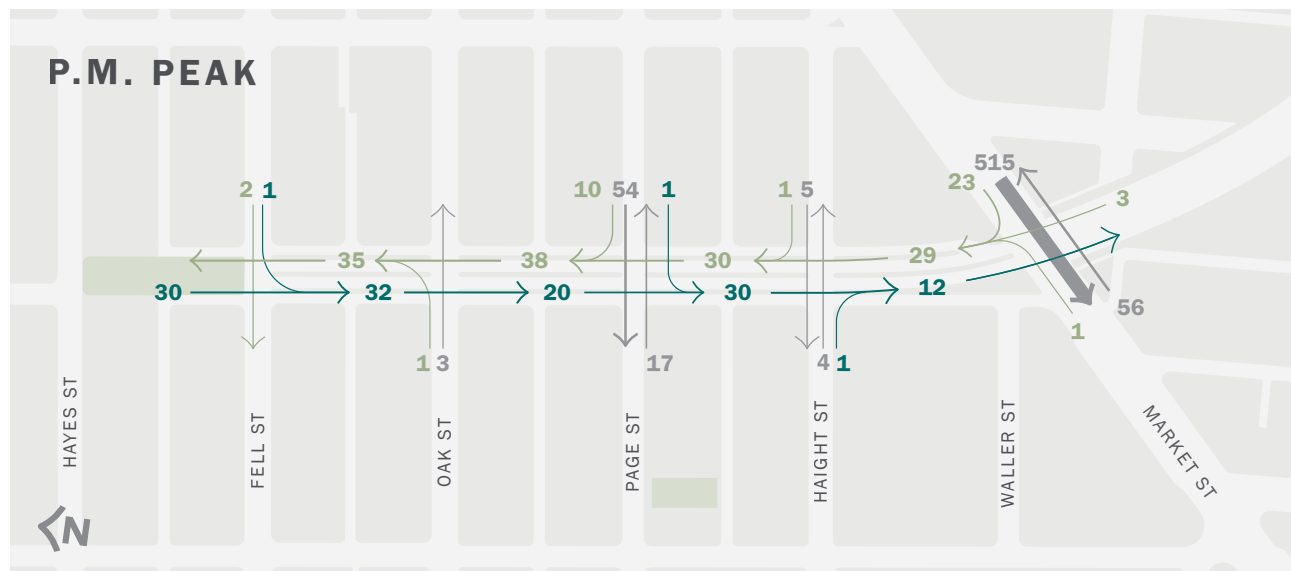 P.M. PEAK
515
23
3
2 1
10 54 1
1 5
35
38
30
29
30
32
20
30
12
56
1
1 3
17
4 1
HAYES ST
FELL ST
OAK ST
PAGE ST
HAIGHT ST
WALLER ST
MARKET ST
N